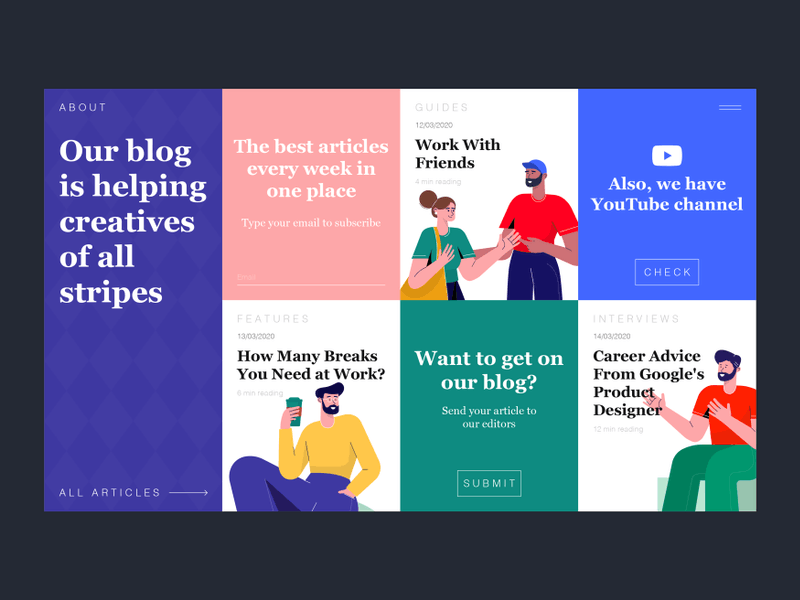 ABOUT
Our blog
is helping
creatives
of all
stripes
ALL ARTICLES
The best articles
every week in
one place
Type your email to subscribe
Email
GUIDES
12/03/2020
Work With
Friends
4 min reading
Also, we have
YouTube channel
CHECK
FEATURES
13/03/2020
How Many Breaks
You Need at Work?
6 min reading
Want to get on
our blog?
Send your article to
our editors
SUBMIT
INTERVIEWS
14/03/2020
Career Advice
From Google's
Product
Designer
12 min reading